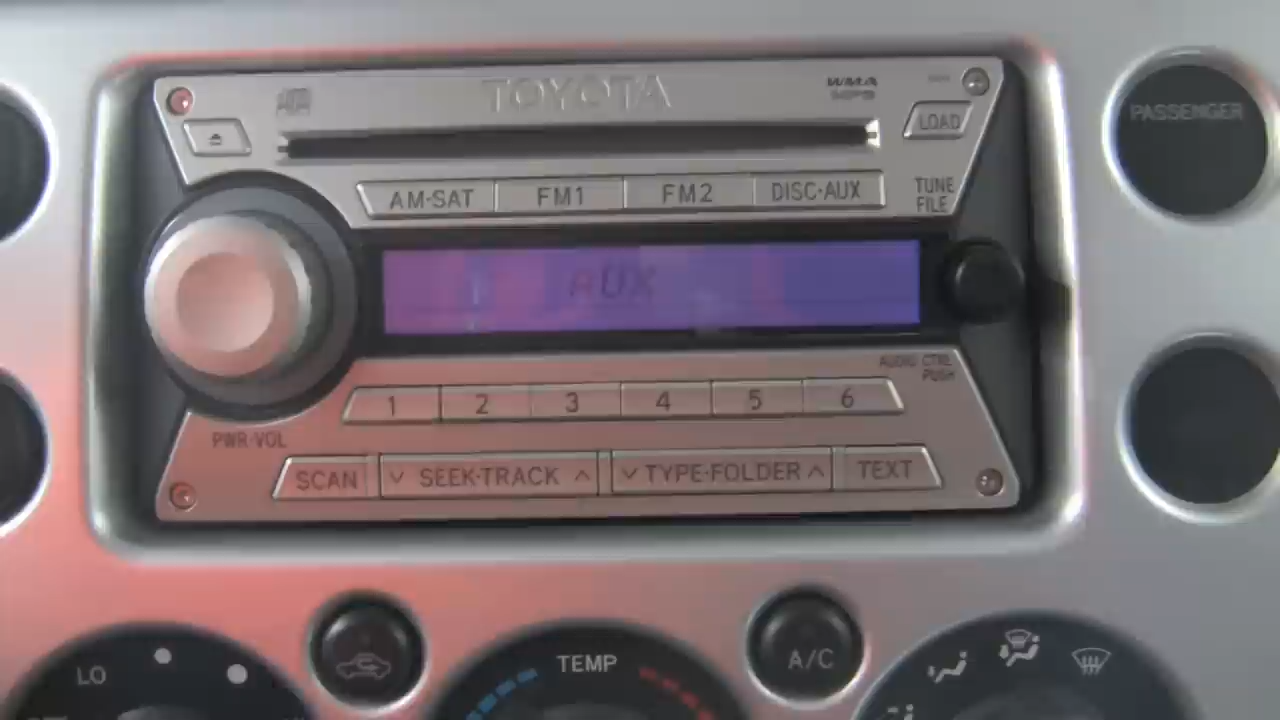 TOYOTA
WMA
MP3
LOAD
PASSENGER
AM·SAT FM1 FM2 DISC·AUX
TUNE
FILE
AUX
AUDIO CTRL
PUSH
1 2 3 4 5 6
PWR·VOL
SCAN SEEK·TRACK TYPE·FOLDER TEXT
LO TEMP A/C